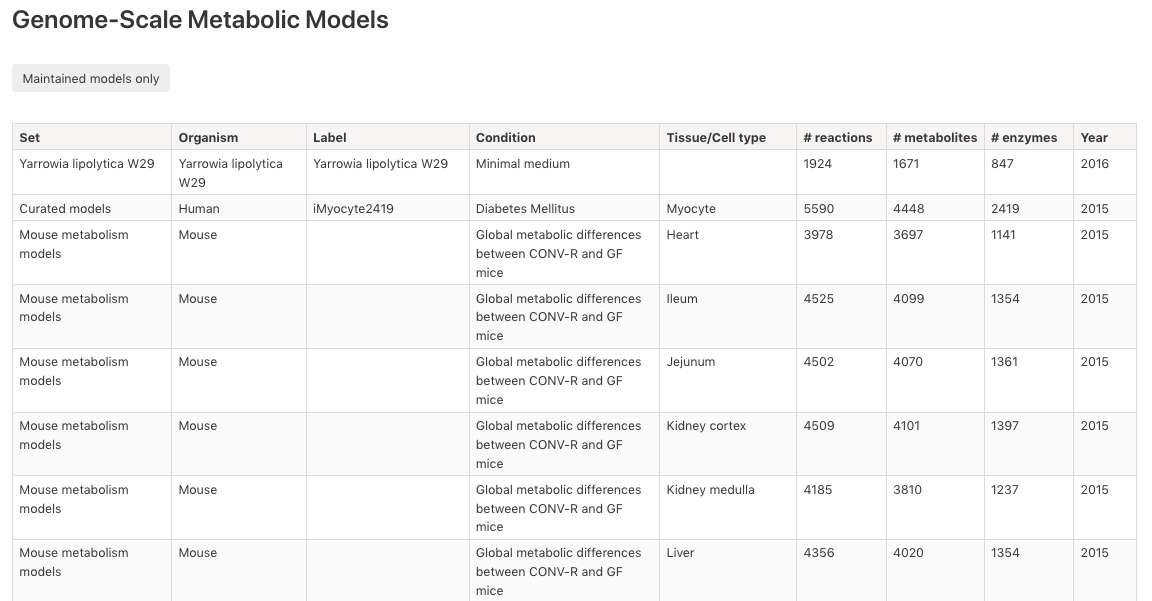 Genome-Scale Metabolic Models
Maintained models only
Set Organism Label Condition Tissue/Cell type # reactions # metabolites # enzymes Year
Yarrowia lipolytica W29 Yarrowia lipolytica Yarrowia lipolytica W29 Minimal medium 1924 1671 847 2016
W29
Curated models Human iMyocyte2419 Diabetes Mellitus Myocyte 5590 4448 2419 2015
Mouse metabolism Mouse Global metabolic differences Heart 3978 3697 1141 2015
models between CONV-R and GF
mice
Mouse metabolism Mouse Global metabolic differences Ileum 4525 4099 1354 2015
models between CONV-R and GF
mice
Mouse metabolism Mouse Global metabolic differences Jejunum 4502 4070 1361 2015
models between CONV-R and GF
mice
Mouse metabolism Mouse Global metabolic differences Kidney cortex 4509 4101 1397 2015
models between CONV-R and GF
mice
Mouse metabolism Mouse Global metabolic differences Kidney medulla 4185 3810 1237 2015
models between CONV-R and GF
mice
Mouse metabolism Mouse Global metabolic differences Liver 4356 4020 1354 2015
models between CONV-R and GF
mice